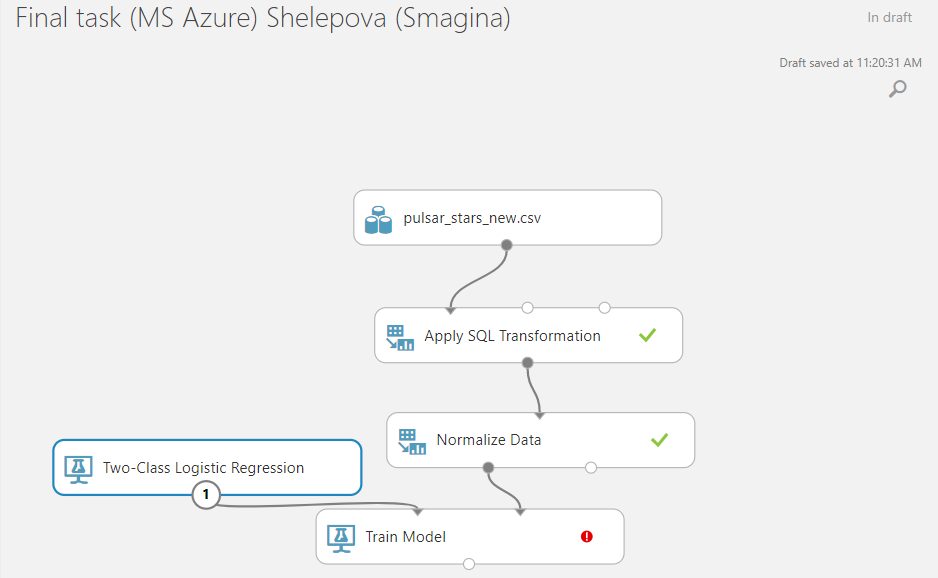 Final task (MS Azure) Shelepova (Smagina)
In draft
Draft saved at 11:20:31 AM
pulsar_stars_new.csv
Apply SQL Transformation
Normalize Data
Two-Class Logistic Regression
1
Train Model